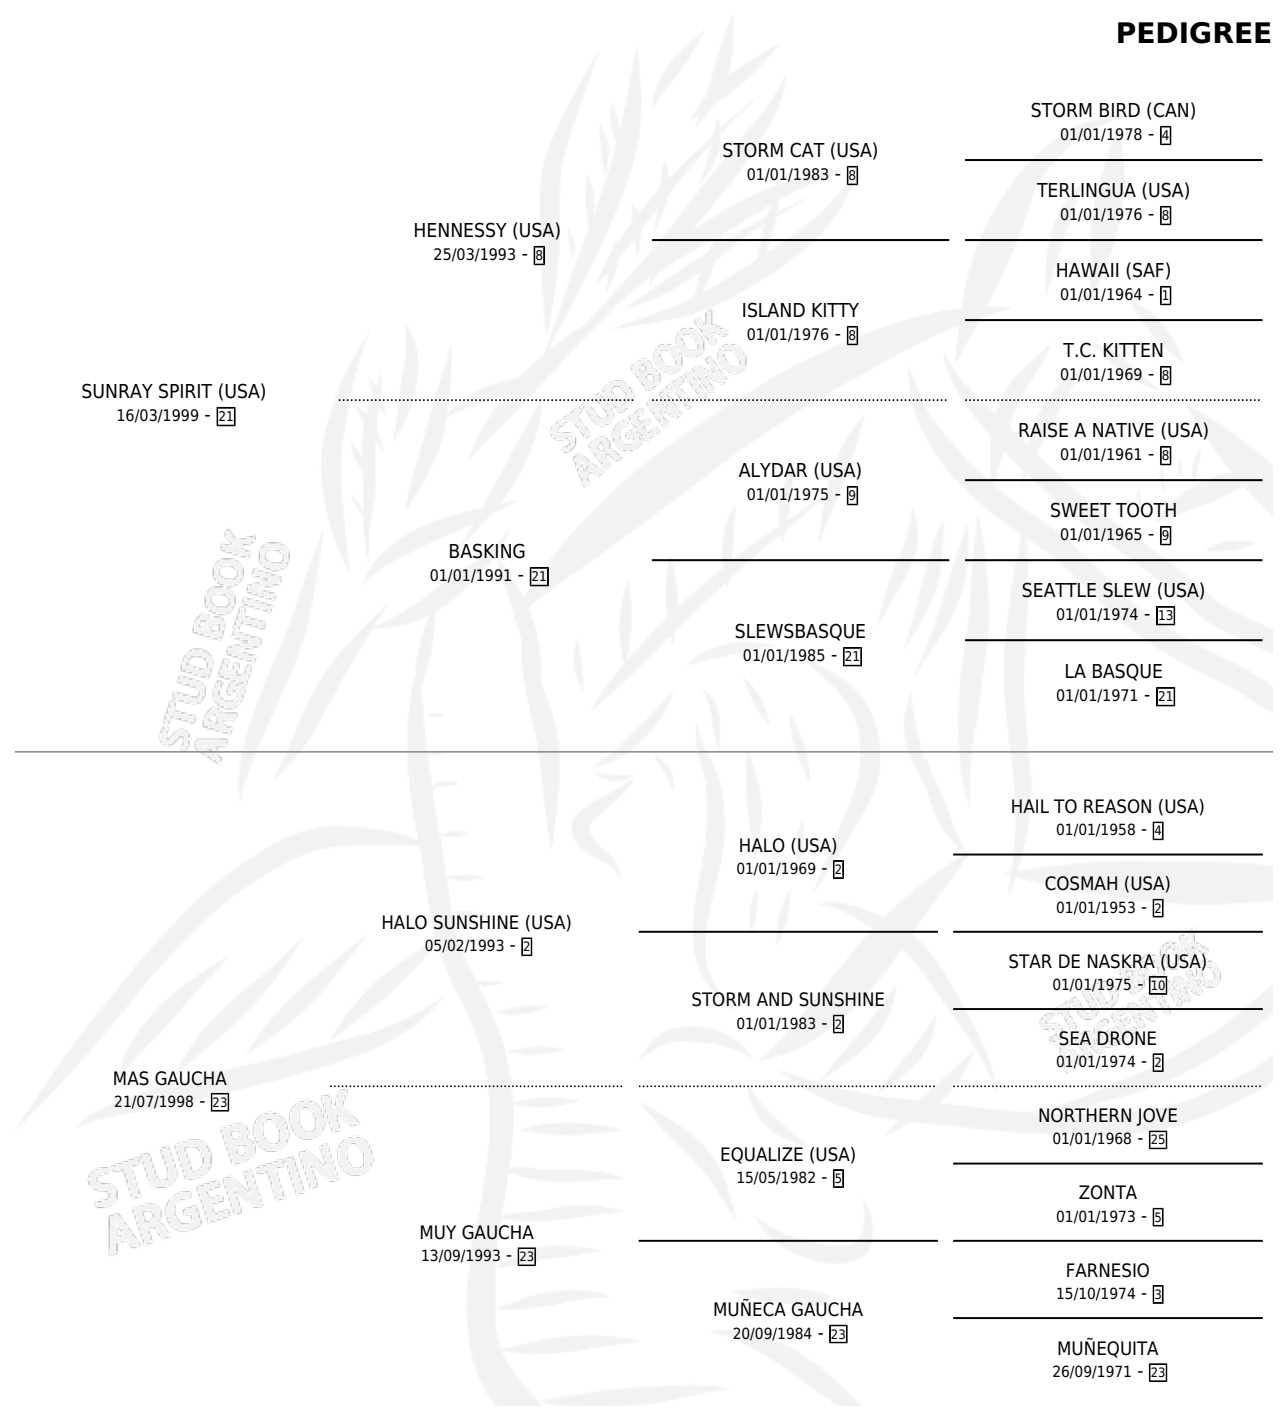 PEDIGREE
STORM BIRD (CAN)
01/01/1978 - 4
STORM CAT (USA)
01/01/1983 - 8
TERLINGUA (USA)
01/01/1976 - 8
HENNESSY (USA)
25/03/1993 - 8
HAWAII (SAF)
01/01/1964 - 1
ISLAND KITTY
01/01/1976 - 8
T.C. KITTEN
01/01/1969 - 8
SUNRAY SPIRIT (USA)
16/03/1999 - 21
STUD BOOK
ARGENTINO
RAISE A NATIVE (USA)
01/01/1961 - 8
ALYDAR (USA)
01/01/1975 - 9
SWEET TOOTH
01/01/1965 - 9
BASKING
01/01/1991 - 21
SEATTLE SLEW (USA)
01/01/1974 - 13
SLEWSBASQUE
01/01/1985 - 21
LA BASQUE
01/01/1971 - 21
STUD BOOK
ARGENTINO
HAIL TO REASON (USA)
01/01/1958 - 4
HALO (USA)
01/01/1969 - 2
COSMAH (USA)
01/01/1953 - 2
HALO SUNSHINE (USA)
05/02/1993 - 2
STAR DE NASKRA (USA)
01/01/1975 - 10
STORM AND SUNSHINE
01/01/1983 - 2
SEA DRONE
01/01/1974 - 2
STUD BOOK
ARGENTINO
MAS GAUCHA
21/07/1998 - 23
NORTHERN JOVE
01/01/1968 - 25
EQUALIZE (USA)
15/05/1982 - 5
ZONTA
01/01/1973 - 5
STUD BOOK
ARGENTINO
MUY GAUCHA
13/09/1993 - 23
FARNESIO
15/10/1974 - 3
MUÑECA GAUCHA
20/09/1984 - 23
MUÑEQUITA
26/09/1971 - 23